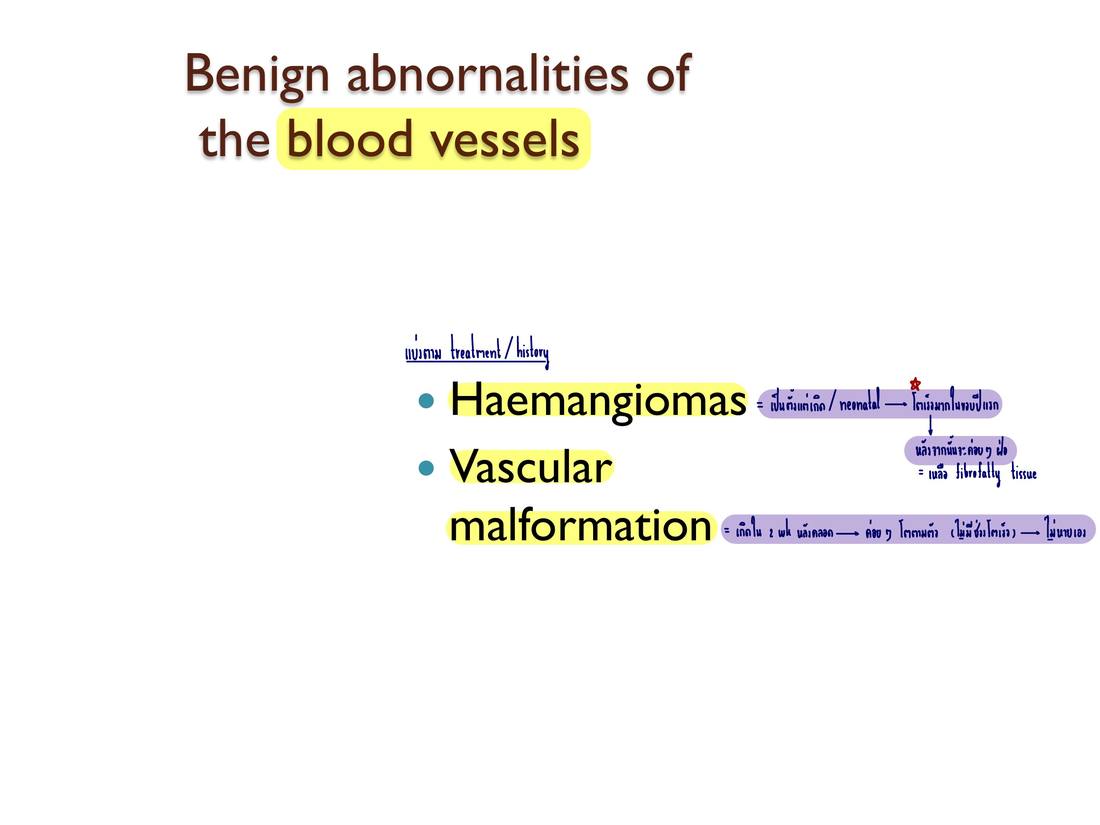 Benign abnornalities of
the blood vessels
แบ่งตาม treatment / history
• Haemangiomas = เป็นตั้งแต่เกิด / neonatal → โตเร็วมากในขวบปีแรก
↓
หลังจากนั้นจะค่อยๆ ฝ่อ
= เหลือ fibrofatty tissue
• Vascular
malformation = เกิดใน 2 wk หลังคลอด → ค่อยๆ โตตามตัว (ไม่มีช่วงโตเร็ว) → ไม่หายเอง